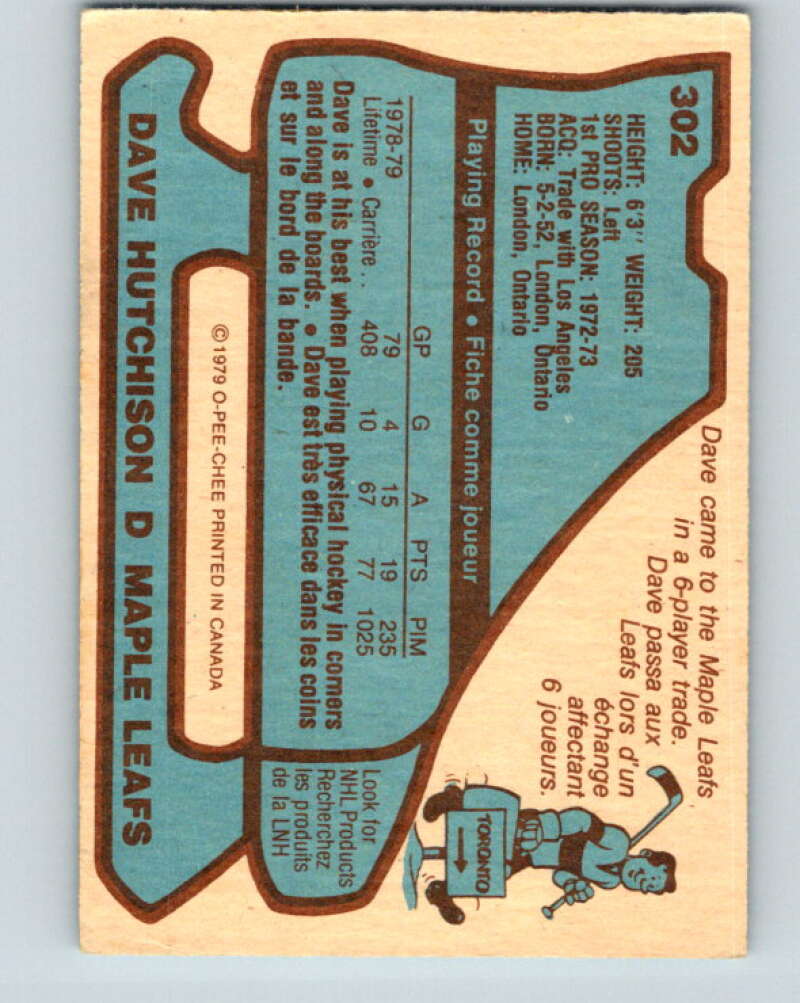 302
HEIGHT: 6'3" WEIGHT: 205
SHOOTS: Left
1st PRO SEASON: 1972-73
ACQ: Trade with Los Angeles
BORN: 5-2-52, London, Ontario
HOME: London, Ontario
Dave came to the Maple Leafs
in a 6-player trade.
Dave passa aux
Leafs lors d'un
échange
affectant
6 joueurs.
TORONTO
Playing Record • Fiche comme joueur
GP G A PTS PIM
1978-79 79 4 15 19 235
Lifetime • Carrière . . 408 10 67 77 1025
Dave is at his best when playing physical hockey in corners
and along the boards. • Dave est très efficace dans les coins
et sur le bord de la bande.
Look for
NHL Products
Recherchez
les produits
de la LNH
©1979 O-PEE-CHEE PRINTED IN CANADA
DAVE HUTCHISON D MAPLE LEAFS